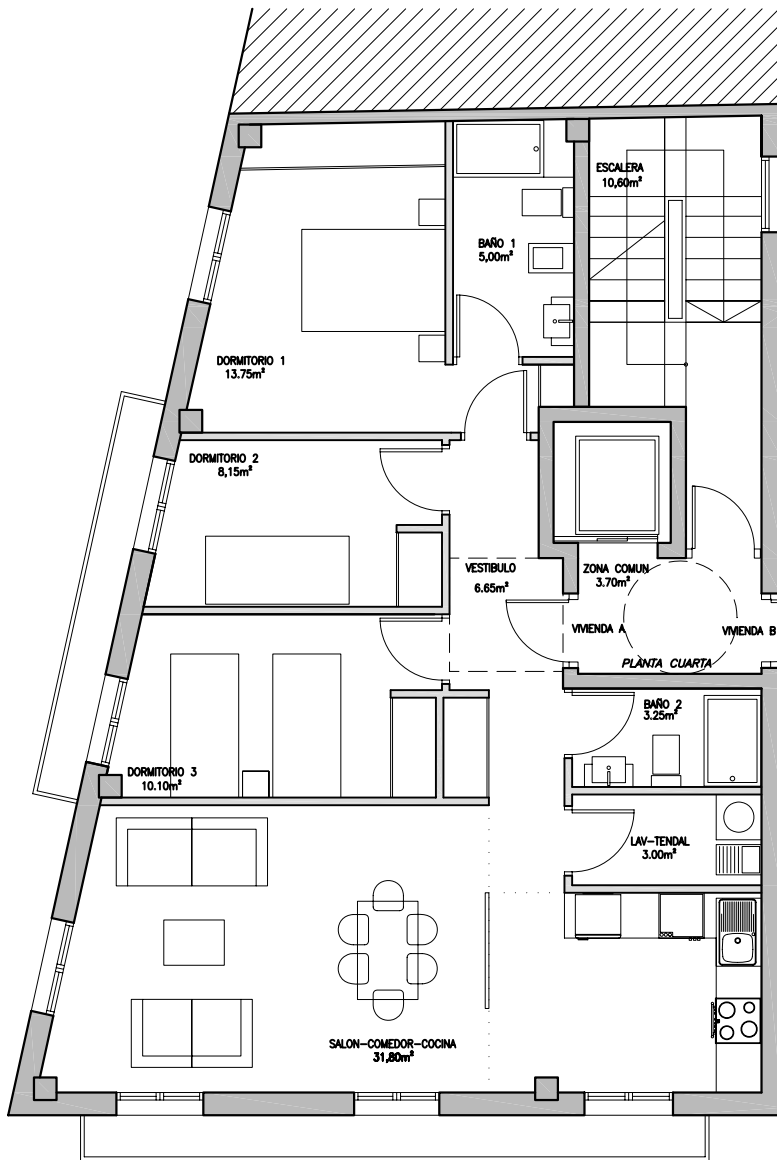 ESCALERA
10,60m²
BAÑO 1
5,00m²
DORMITORIO 1
13.75m²
DORMITORIO 2
8,15m²
VESTIBULO
6.65m²
ZONA COMUN
3.70m²
VIVIENDA A
VIVIENDA B
PLANTA CUARTA
BAÑO 2
3.25m²
DORMITORIO 3
10.10m²
LAV-TENDAL
3.00m²
SALON-COMEDOR-COCINA
31,80m²